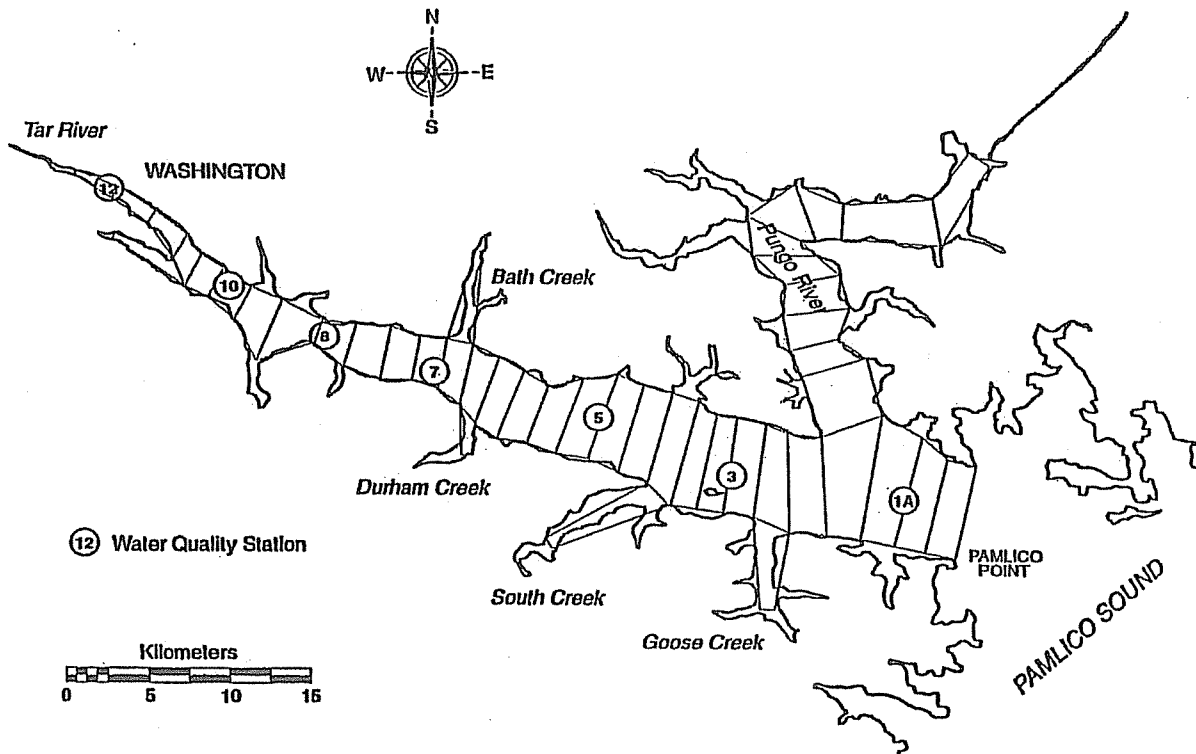 N
W
E
S
Tar River
12
WASHINGTON
10
8
Bath Creek
7
Pungo River
5
3
1A
Durham Creek
South Creek
Goose Creek
PAMLICO
POINT
PAMLICO SOUND
12 Water Quality Station
Kilometers
0 5 10 15